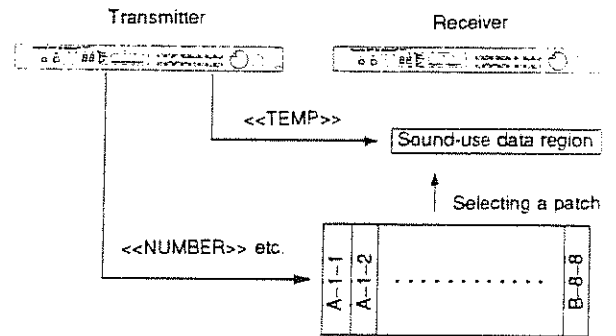 Transmitter
Receiver
<<TEMP>>
Sound-use data region
Selecting a patch
<<NUMBER>> etc.
A-1-1
A-1-2
............
B-8-8